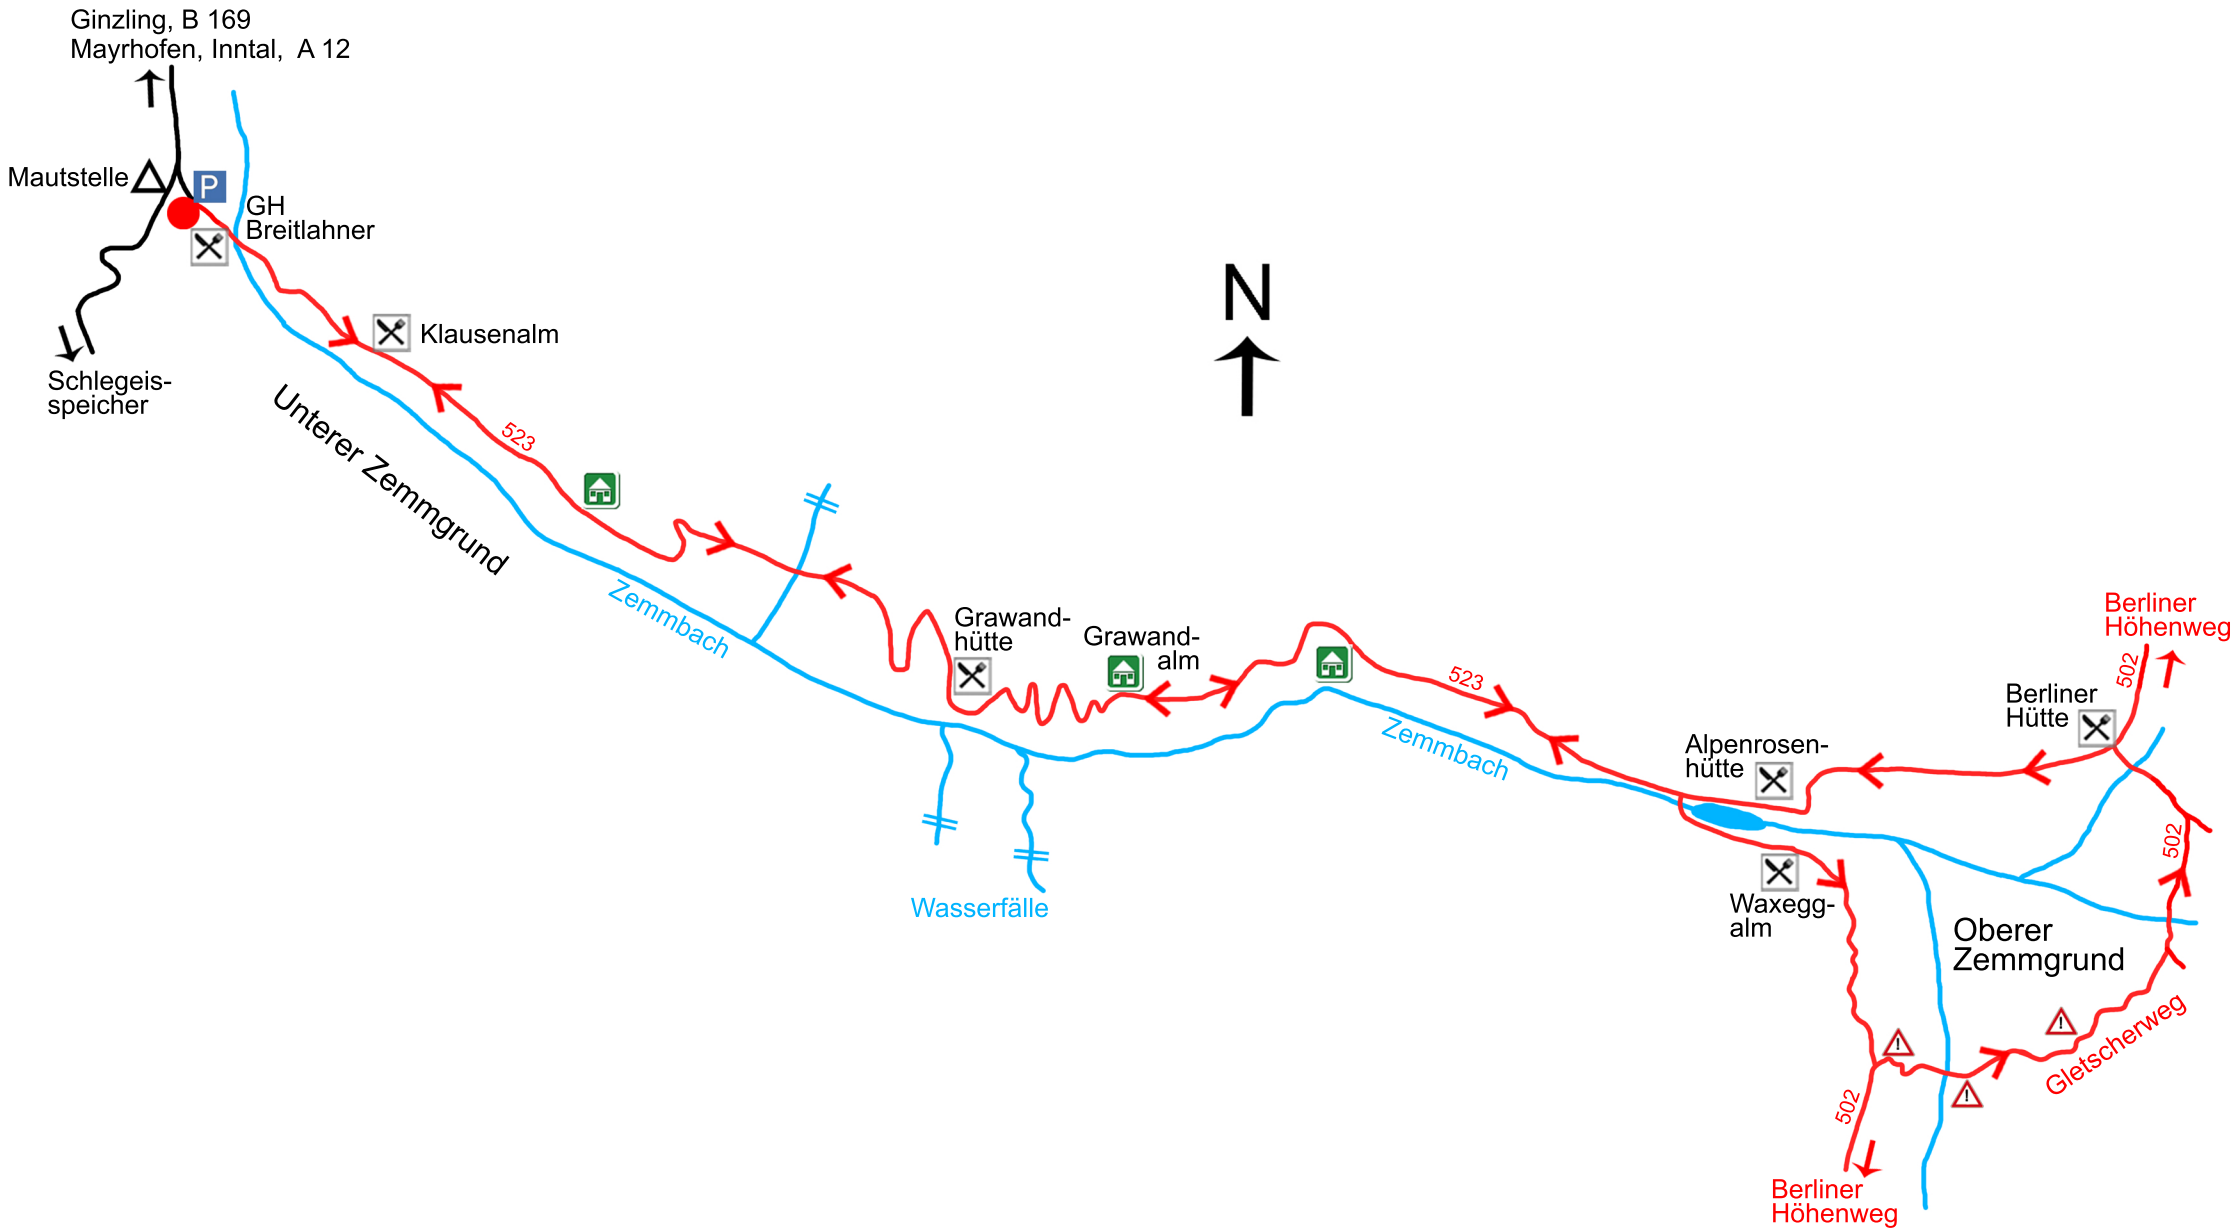 Ginzling, B 169
Mayrhofen, Inntal,  A 12
Mautstelle
P
GH
Breitlahner
Schlegeis-
speicher
Klausenalm
Unterer Zemmgrund
523
Zemmbach
N
Grawand-
hütte
Grawand-
alm
523
Zemmbach
Wasserfälle
Alpenrosen-
hütte
Waxegg-
alm
Berliner
Höhenweg
502
Berliner
Hütte
502
Oberer
Zemmgrund
!
!
!
Gletscherweg
502
Berliner
Höhenweg